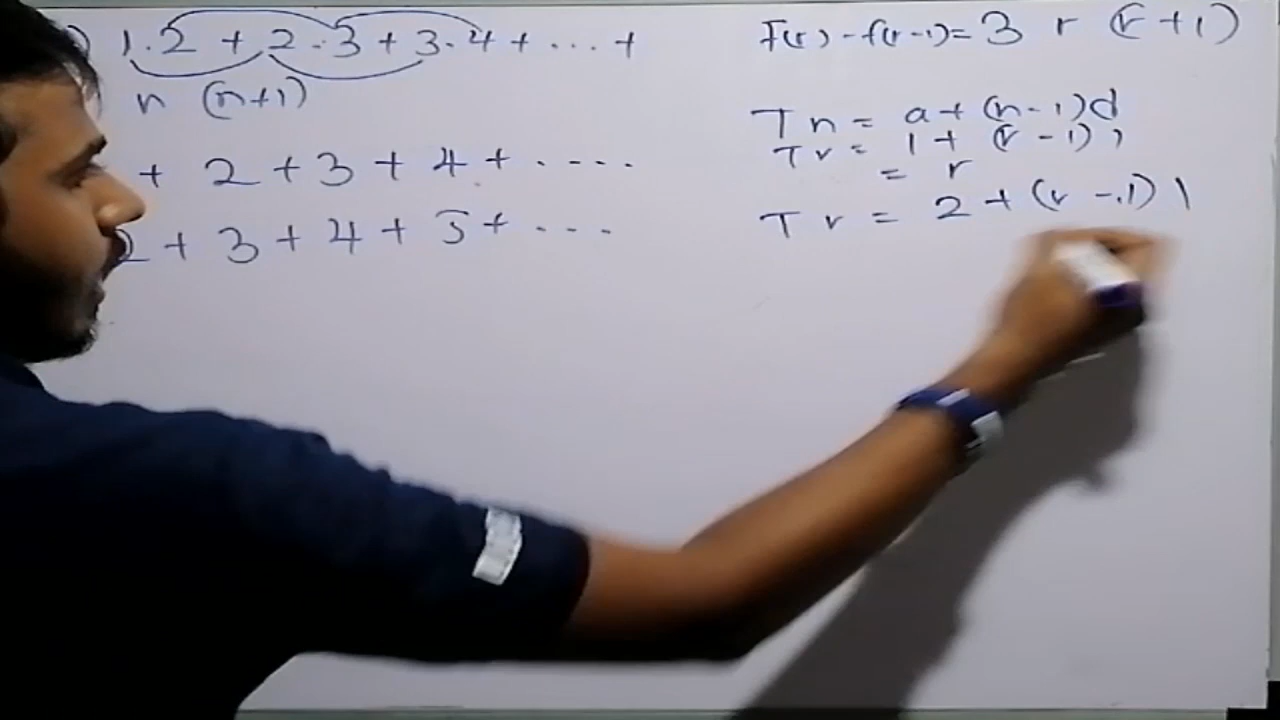 ) 1.2 + 2.3 + 3.4 + ... +
n (n+1)
+ 2 + 3 + 4 + ....
2 + 3 + 4 + 5 + ...
f(r) - f(r-1) = 3 r (r+1)
Tn = a + (n-1)d
Tr = 1 + (r-1)1
= r
Tr = 2 + (r-1)1